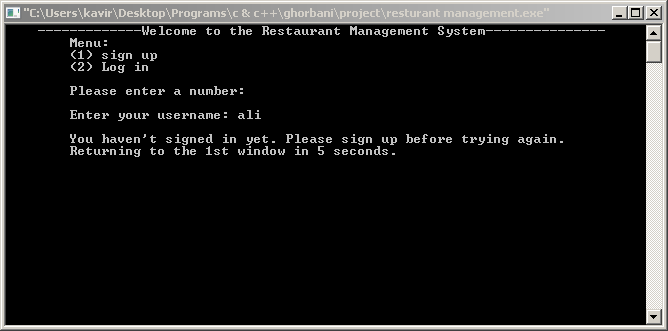 "C:\Users\kavir\Desktop\Programs\c & c++\ghorbani\project\resturant management.exe"
---------------Welcome to the Restaurant Management System---------------
Menu:
(1) sign up
(2) Log in
Please enter a number:
Enter your username: ali
You haven't signed in yet. Please sign up before trying again.
Returning to the 1st window in 5 seconds.